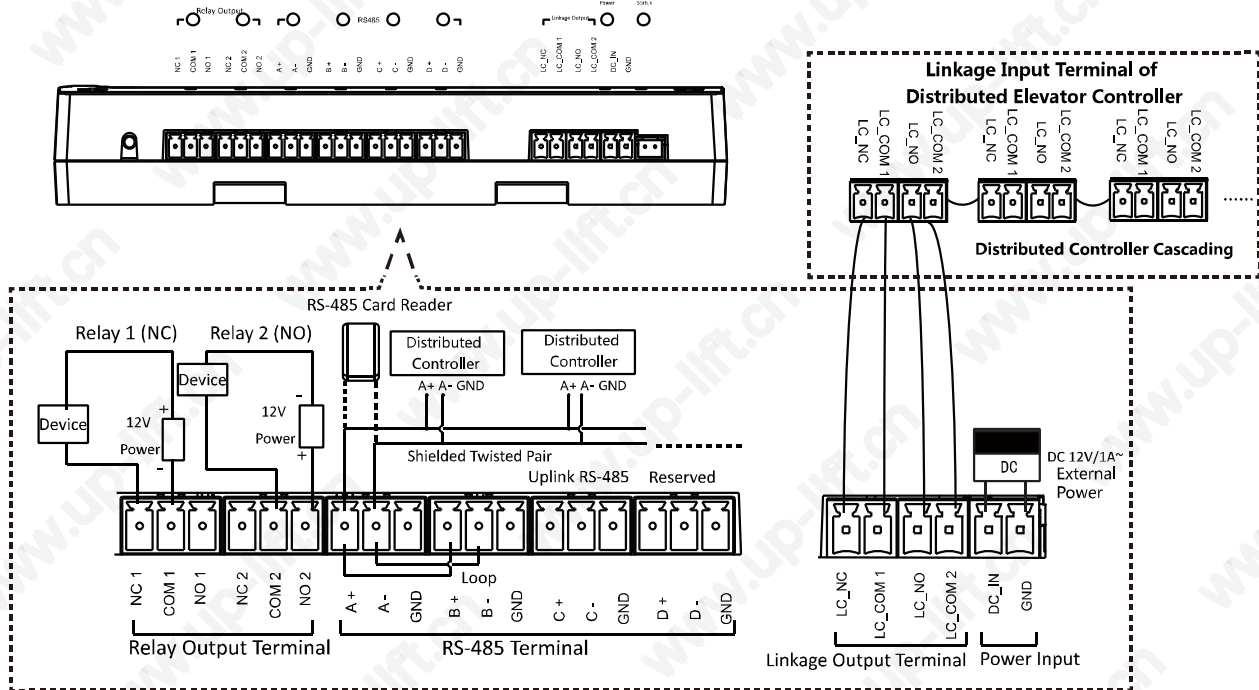 Relay Output
RS485
Linkage Output
Power
Status
NC 1
COM 1
NO 1
NC 2
COM 2
NO 2
A +
A -
GND
B +
B -
GND
C +
C -
GND
D +
D -
GND
LC_NC
LC_COM 1
LC_NO
LC_COM 2
DC_IN
GND
Linkage Input Terminal of
Distributed Elevator Controller
LC_NC
LC_COM 1
LC_NO
LC_COM 2
LC_NC
LC_COM 1
LC_NO
LC_COM 2
LC_NC
LC_COM 1
LC_NO
LC_COM 2
......
Distributed Controller Cascading
RS-485 Card Reader
Relay 1 (NC)
Relay 2 (NO)
Distributed
Controller
A+ A- GND
Distributed
Controller
A+ A- GND
Device
+
12V
Power
-
Device
-
12V
Power
+
Shielded Twisted Pair
Uplink RS-485
Reserved
DC
DC 12V/1A~
External
Power
Loop
NC 1
COM 1
NO 1
NC 2
COM 2
NO 2
A +
A -
GND
B +
B -
GND
C +
C -
GND
D +
D -
GND
LC_NC
LC_COM 1
LC_NO
LC_COM 2
DC_IN
GND
Relay Output Terminal
RS-485 Terminal
Linkage Output Terminal
Power Input
www.up-lift.cn